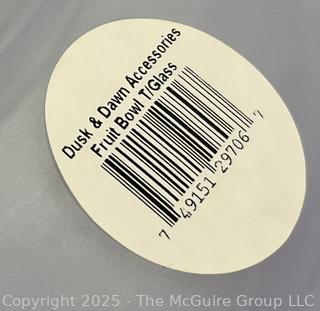 Dusk & Dawn Accessories
Fruit Bowl T/Glass
7 49151 29706 7
Copyright © 2025 - The McGuire Group LLC